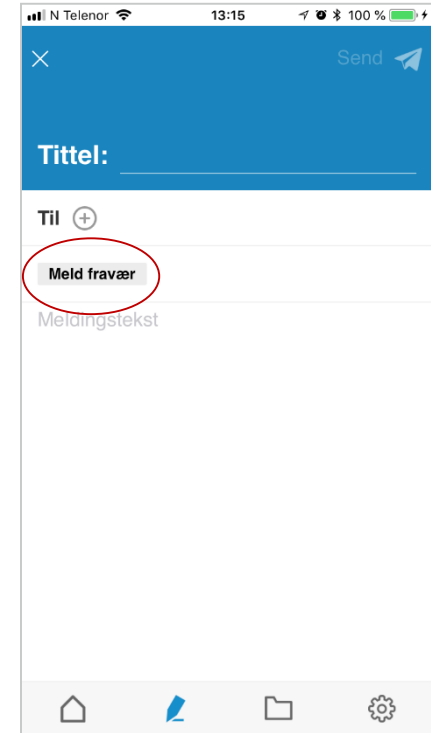 N Telenor 13:15 100 %
Send
Tittel:
Til
Meld fravær
Meldingstekst